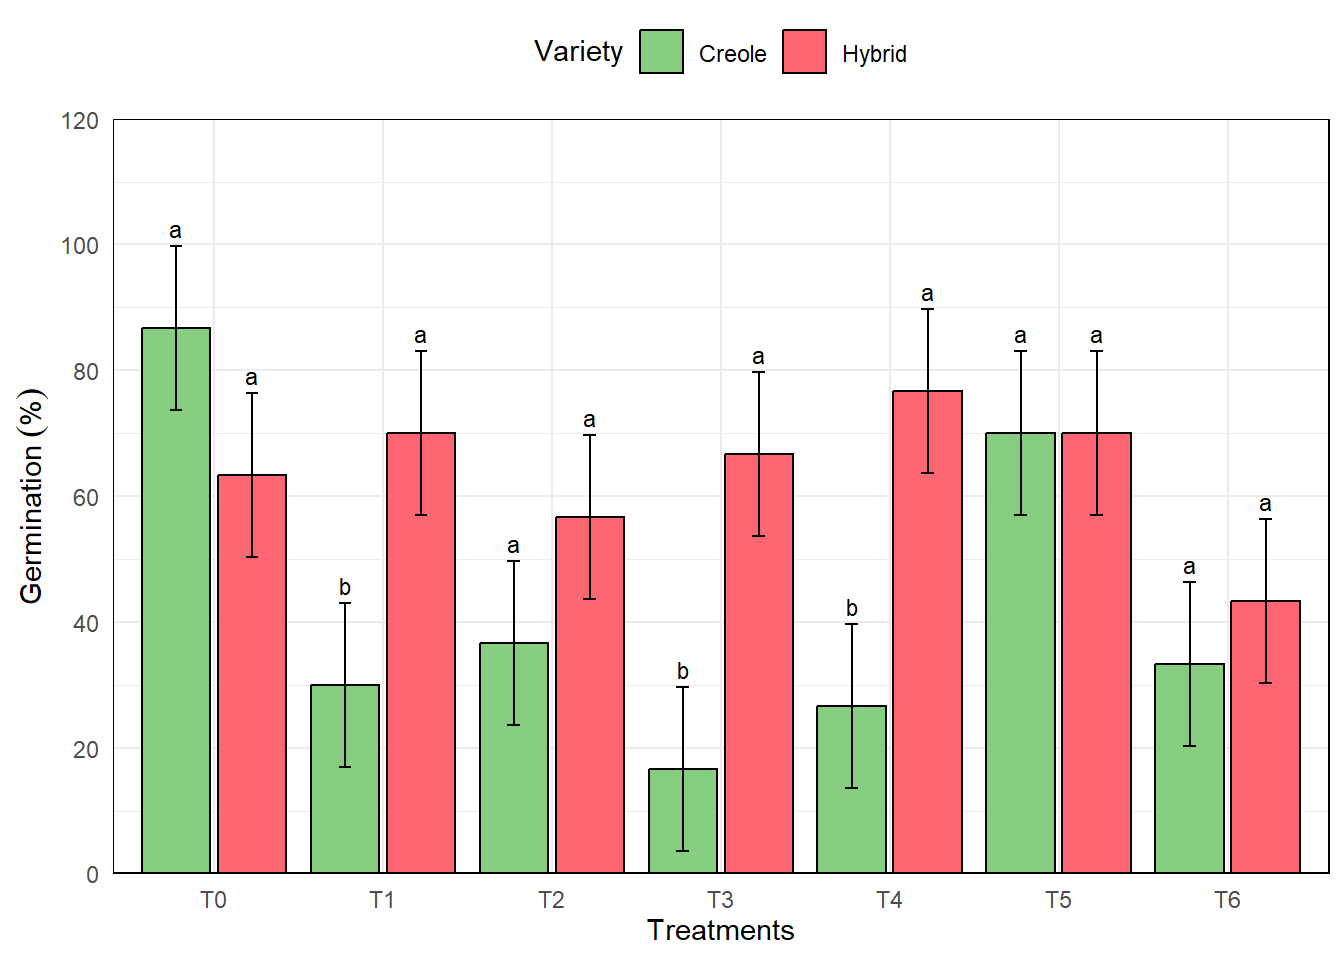 Variety Creole Hybrid
120
100
80
60
40
20
0
Germination (%)
a a b a a a b a b a a a a a
T0 T1 T2 T3 T4 T5 T6
Treatments